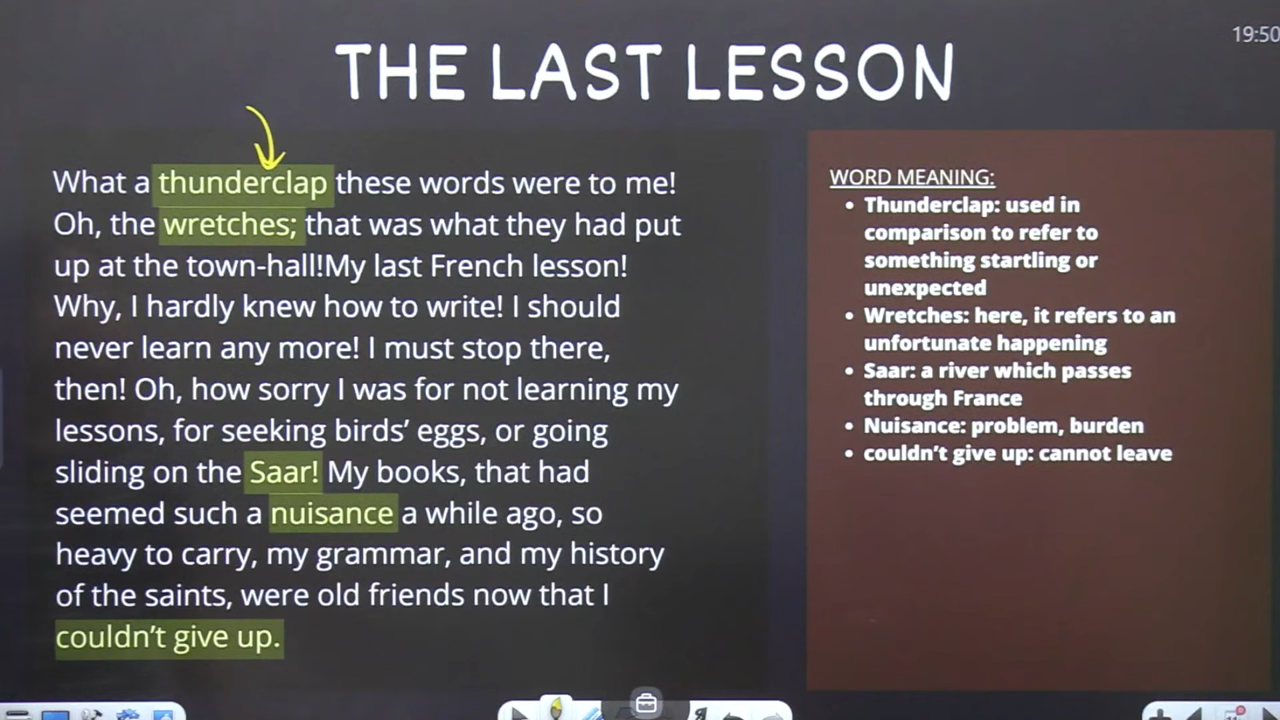 19:50
THE LAST LESSON
What a thunderclap these words were to me!
Oh, the wretches; that was what they had put
up at the town-hall!My last French lesson!
Why, I hardly knew how to write! I should
never learn any more! I must stop there,
then! Oh, how sorry I was for not learning my
lessons, for seeking birds’ eggs, or going
sliding on the Saar! My books, that had
seemed such a nuisance a while ago, so
heavy to carry, my grammar, and my history
of the saints, were old friends now that I
couldn’t give up.
WORD MEANING:
• Thunderclap: used in
comparison to refer to
something startling or
unexpected
• Wretches: here, it refers to an
unfortunate happening
• Saar: a river which passes
through France
• Nuisance: problem, burden
• couldn’t give up: cannot leave